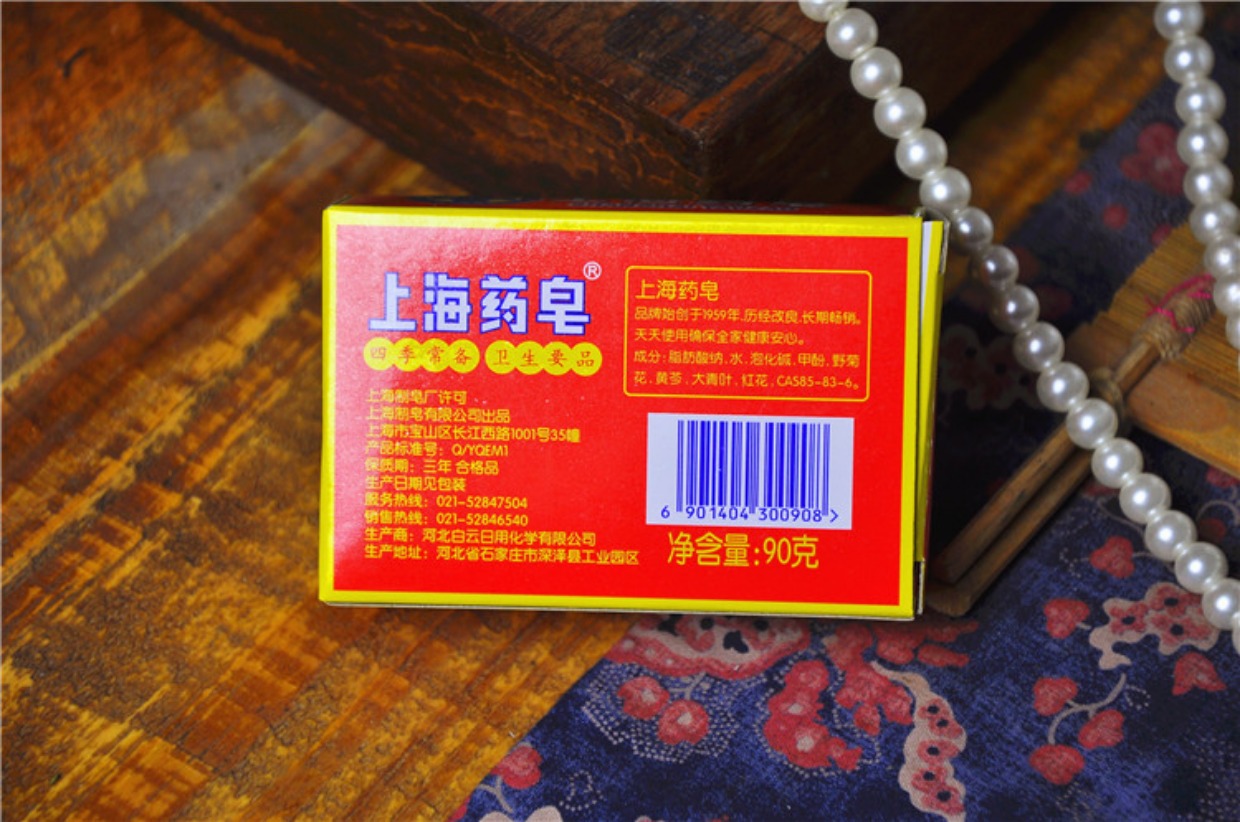 上海药皂®
四季常备 卫生要品
上海制皂厂许可
上海制皂有限公司出品
上海市宝山区长江西路1001号35幢
产品标准号：Q/YQEM1
保质期：三年 合格品
生产日期见包装
服务热线：021-52847504
销售热线：021-52846540
生产商：河北白云日用化学有限公司
生产地址：河北省石家庄市深泽县工业园区
上海药皂
品牌始创于1959年,历经改良,长期畅销。
天天使用确保全家健康安心。
成分：脂肪酸纳、水、泡化碱、甲酚、野菊
花、黄芩、大青叶、红花、CAS85-83-6。
6 901404 300908 >
净含量：90克